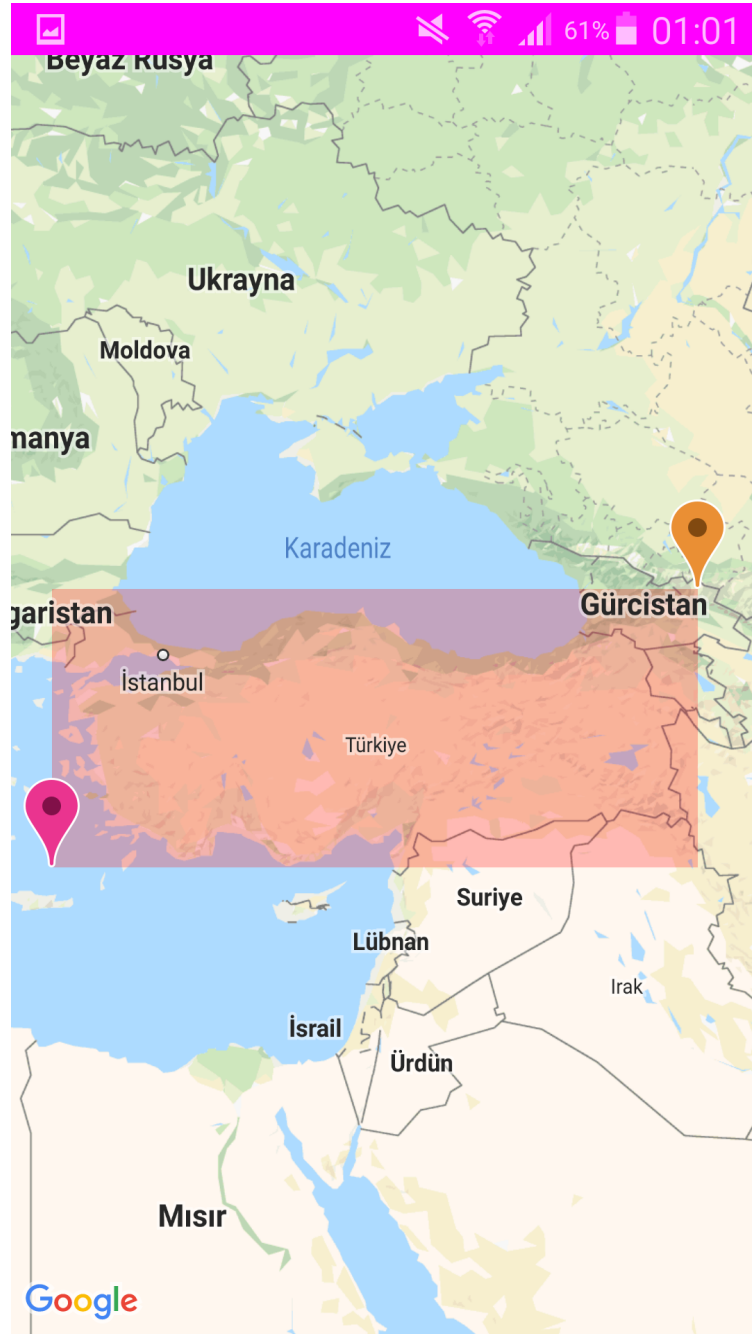 61% 01:01
Beyaz Rusya
Ukrayna
Moldova
manya
Karadeniz
Gürcistan
garistan
İstanbul
Türkiye
Suriye
Lübnan
Irak
İsrail
Ürdün
Mısır
Google